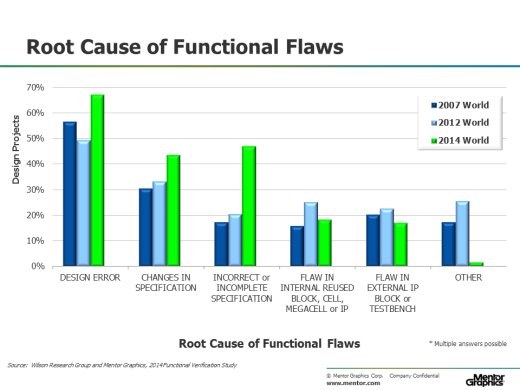 Root Cause of Functional Flaws
70%
60%
50%
40%
30%
20%
10%
0%
Design Projects
2007 World
2012 World
2014 World
DESIGN ERROR
CHANGES IN
SPECIFICATION
INCORRECT or
INCOMPLETE
SPECIFICATION
FLAW IN
INTERNAL REUSED
BLOCK, CELL,
MEGACELL or IP
FLAW IN
EXTERNAL IP
BLOCK or
TESTBENCH
OTHER
Root Cause of Functional Flaws
* Multiple answers possible
Source: Wilson Research Group and Mentor Graphics, 2014 Functional Verification Study
© Mentor Graphics Corp. Company Confidential
www.mentor.com
Mentor
Graphics